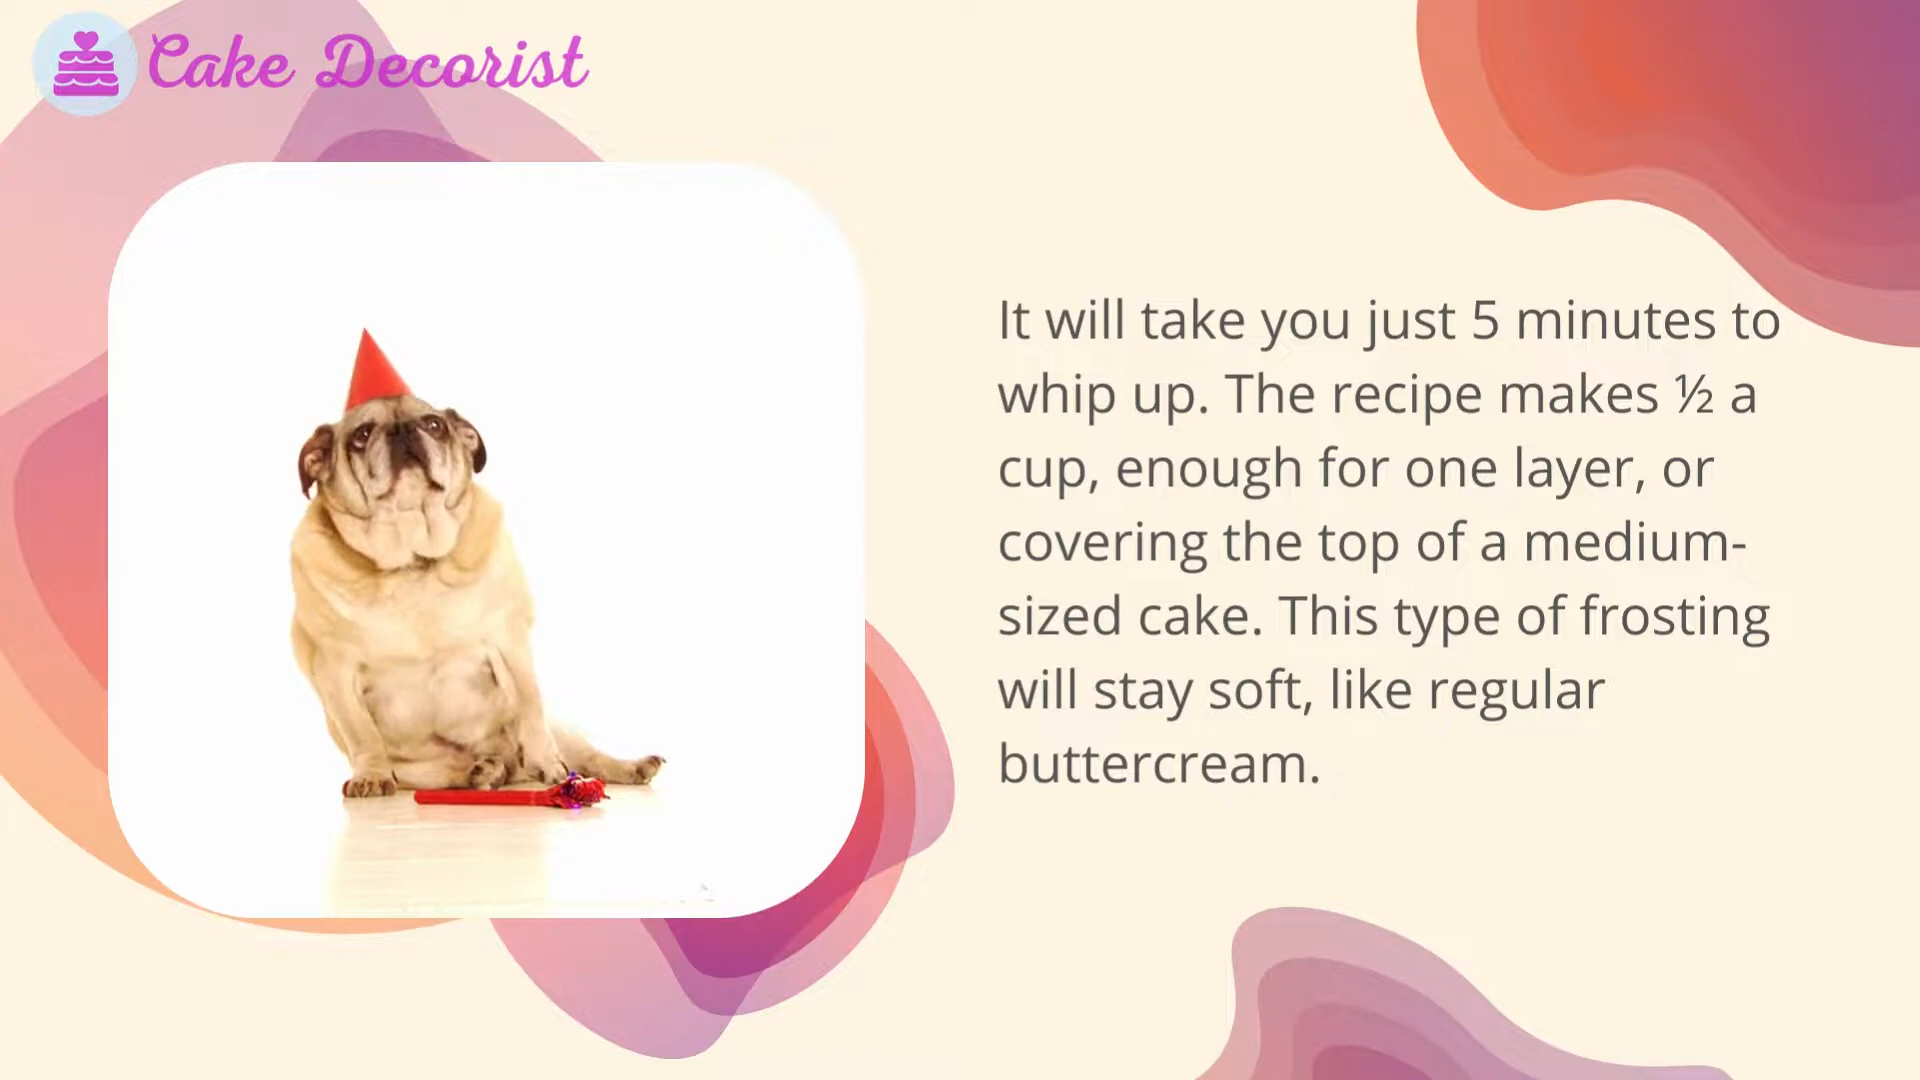 Cake Decorist
It will take you just 5 minutes to
whip up. The recipe makes ½ a
cup, enough for one layer, or
covering the top of a medium-
sized cake. This type of frosting
will stay soft, like regular
buttercream.